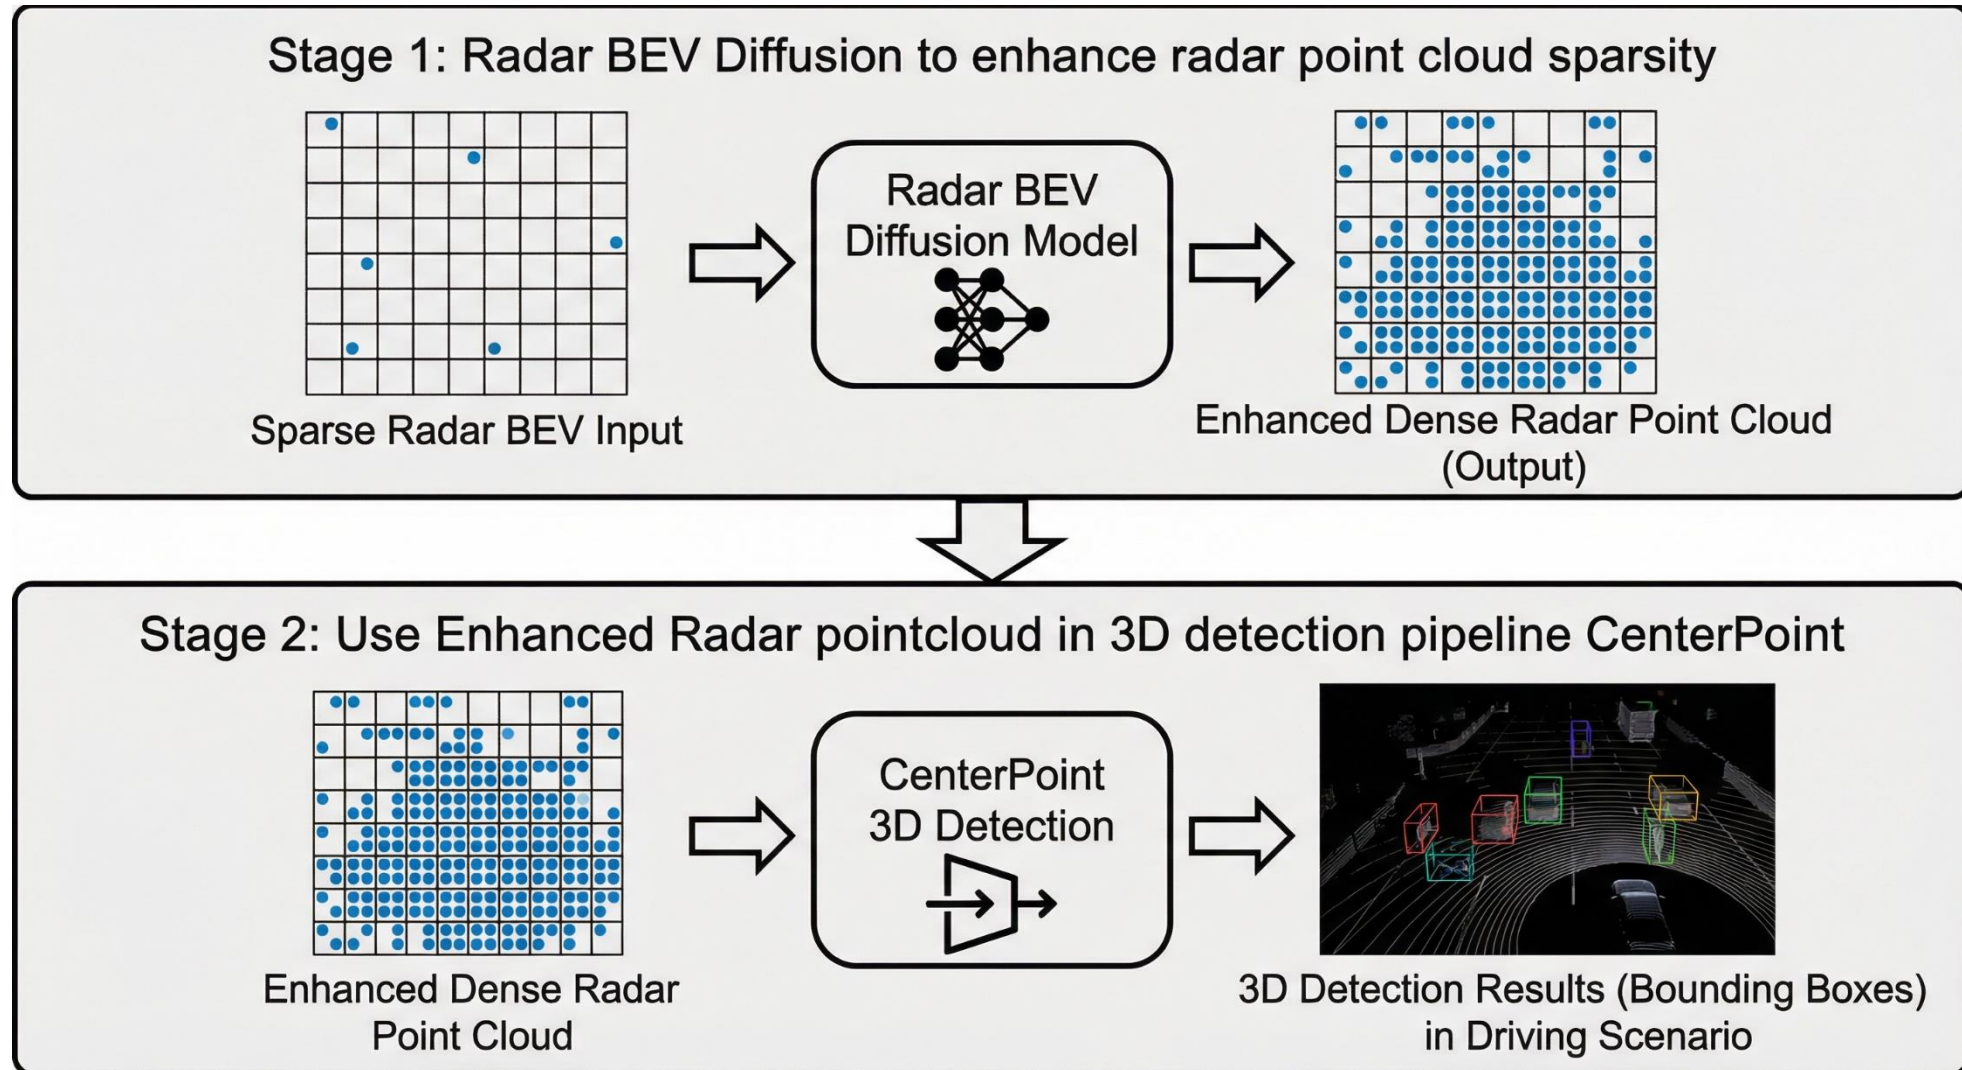 Stage 1: Radar BEV Diffusion to enhance radar point cloud sparsity
Radar BEV
Diffusion Model
Sparse Radar BEV Input
Enhanced Dense Radar Point Cloud
(Output)
Stage 2: Use Enhanced Radar pointcloud in 3D detection pipeline CenterPoint
CenterPoint
3D Detection
Enhanced Dense Radar
Point Cloud
3D Detection Results (Bounding Boxes)
in Driving Scenario